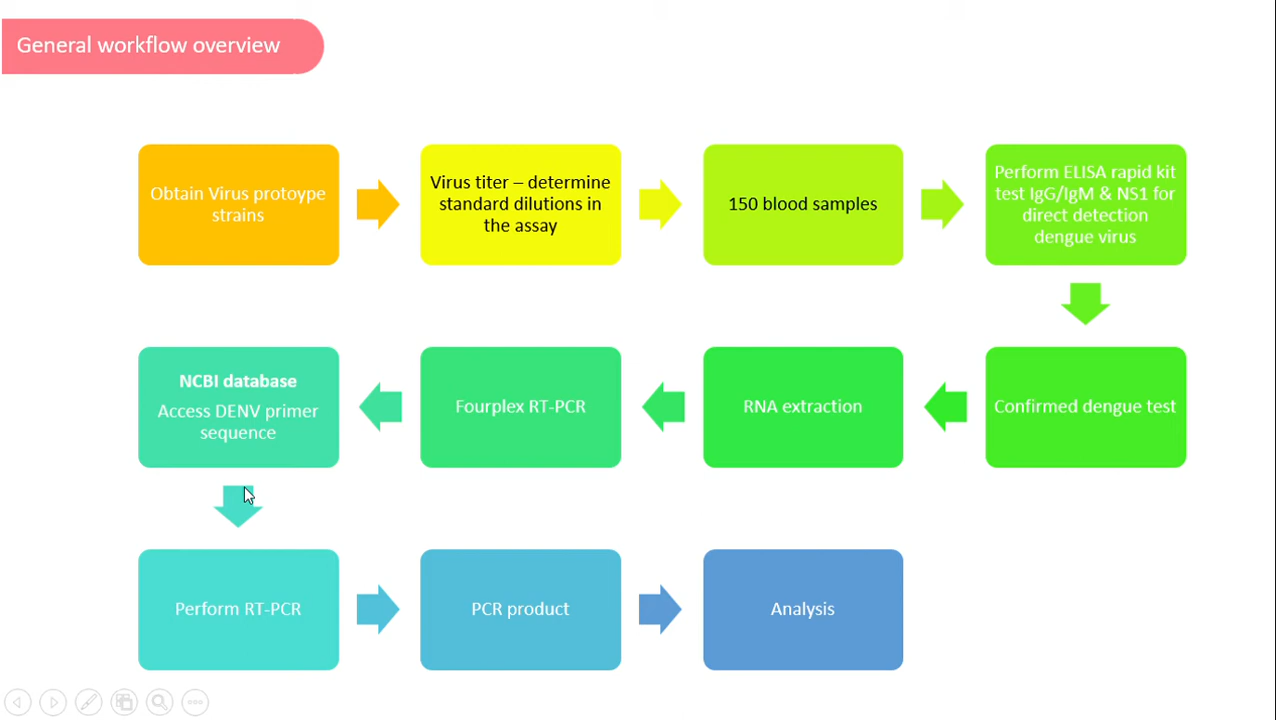 General workflow overview
Obtain Virus protoype
strains
Virus titer – determine
standard dilutions in
the assay
150 blood samples
Perform ELISA rapid kit
test IgG/IgM & NS1 for
direct detection
dengue virus
Confirmed dengue test
RNA extraction
Fourplex RT-PCR
NCBI database
Access DENV primer
sequence
Perform RT-PCR
PCR product
Analysis